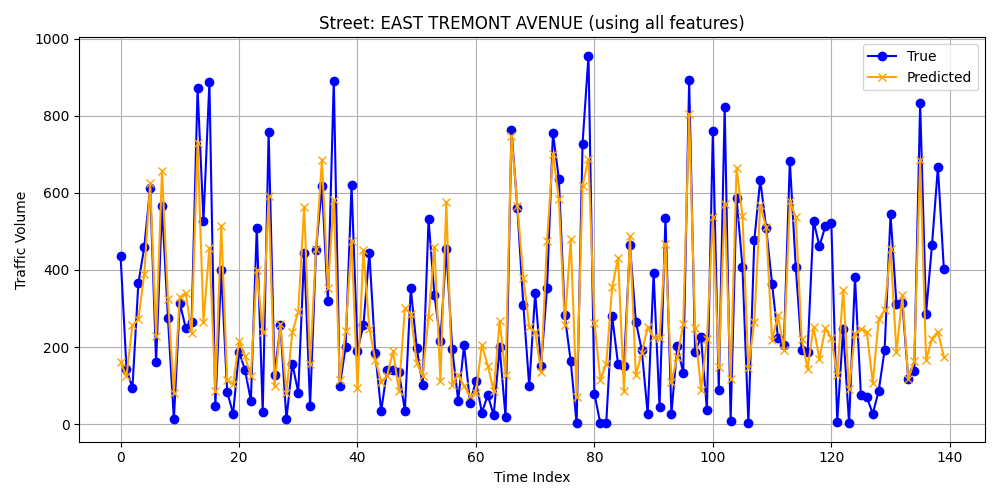 Street: EAST TREMONT AVENUE (using all features)
True
Predicted
Traffic Volume
1000
800
600
400
200
0
0 20 40 60 80 100 120 140
Time Index